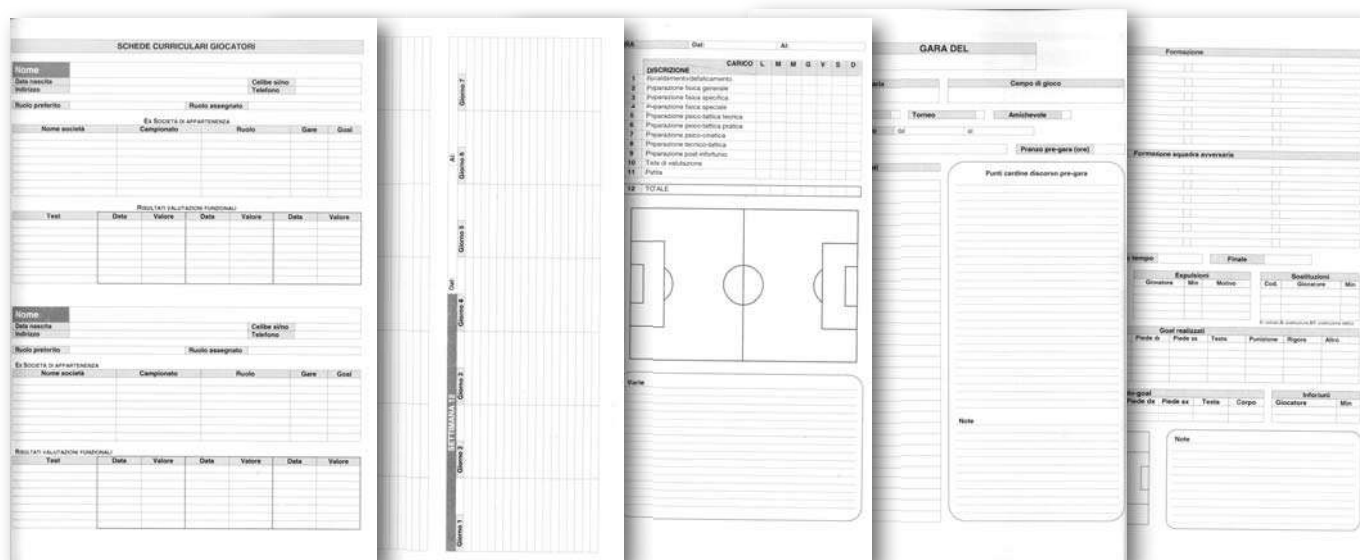 SCHEDE CURRICULARI GIOCATORI
Nome
Data nascita
Indirizzo
Celibe si/no
Telefono
Ruolo preferito Ruolo assegnato
EX SOCIETÀ DI APPARTENENZA
Nome società Campionato Ruolo Gare Goal
RISULTATI VALUTAZIONI FUNZIONALI
Test Data Valore Data Valore Data Valore
Nome
Data nascita
Indirizzo
Celibe si/no
Telefono
Ruolo preferito Ruolo assegnato
EX SOCIETÀ DI APPARTENENZA
Nome società Campionato Ruolo Gare Goal
RISULTATI VALUTAZIONI FUNZIONALI
Test Data Valore Data Valore Data Valore
SETTIMANA Dal: Al:
Giorno 1 Giorno 2 Giorno 3 Giorno 4
Giorno 5 Giorno 6 Giorno 7
Dal: Al:
DISCRIZIONE CARICO L M M G V S D
1 Riscaldamento/defaticamento
2 Preparazione fisica generale
3 Preparazione fisica specifica
4 Preparazione fisica speciale
5 Preparazione psico-tattica tecnica
6 Preparazione psico-tattica pratica
7 Preparazione psico-cinetica
8 Preparazione tecnico-tattica
9 Preparazione post infortunio
10 Test di valutazione
11 Partita
12 TOTALE
Varie
GARA DEL
Campo di gioco
Torneo Amichevole
Pranzo pre-gara (ore)
Punti cardine discorso pre-gara
Note
Formazione
Formazione squadra avversaria
tempo Finale
Espulsioni
Giocatore Min Motivo
Sostituzioni
Cod. Giocatore Min
Goal realizzati
Piede dx Piede sx Testa Punizione Rigore Altro
Piede dx Piede sx Testa Corpo
Infortuni
Giocatore Min
Note